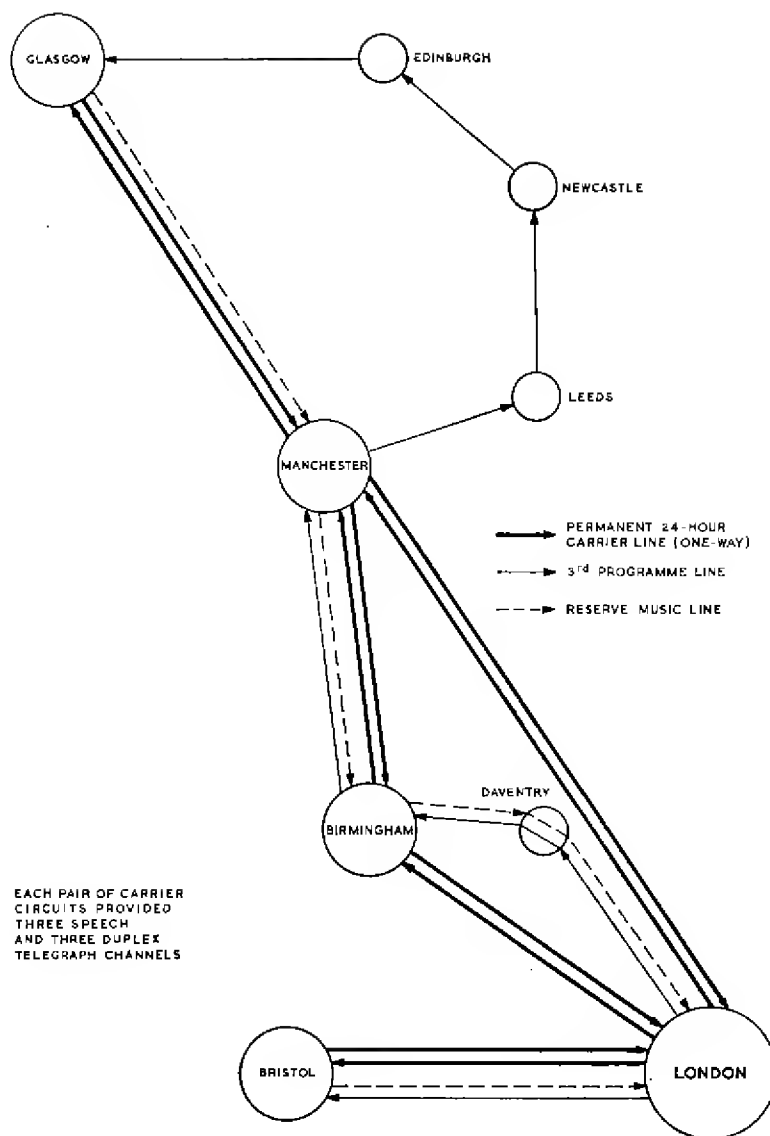 GLASGOW
EDINBURGH
NEWCASTLE
LEEDS
MANCHESTER
PERMANENT 24-HOUR
CARRIER LINE (ONE-WAY)
3rd PROGRAMME LINE
RESERVE MUSIC LINE
DAVENTRY
BIRMINGHAM
EACH PAIR OF CARRIER
CIRCUITS PROVIDED
THREE SPEECH
AND THREE DUPLEX
TELEGRAPH CHANNELS
BRISTOL
LONDON